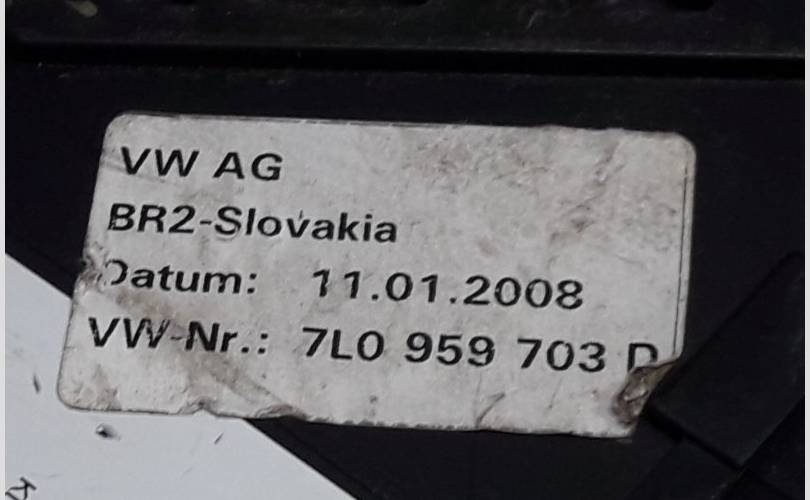 VW AG
BR2-Slovakia
Datum: 11.01.2008
VW-Nr.: 7L0 959 703 D